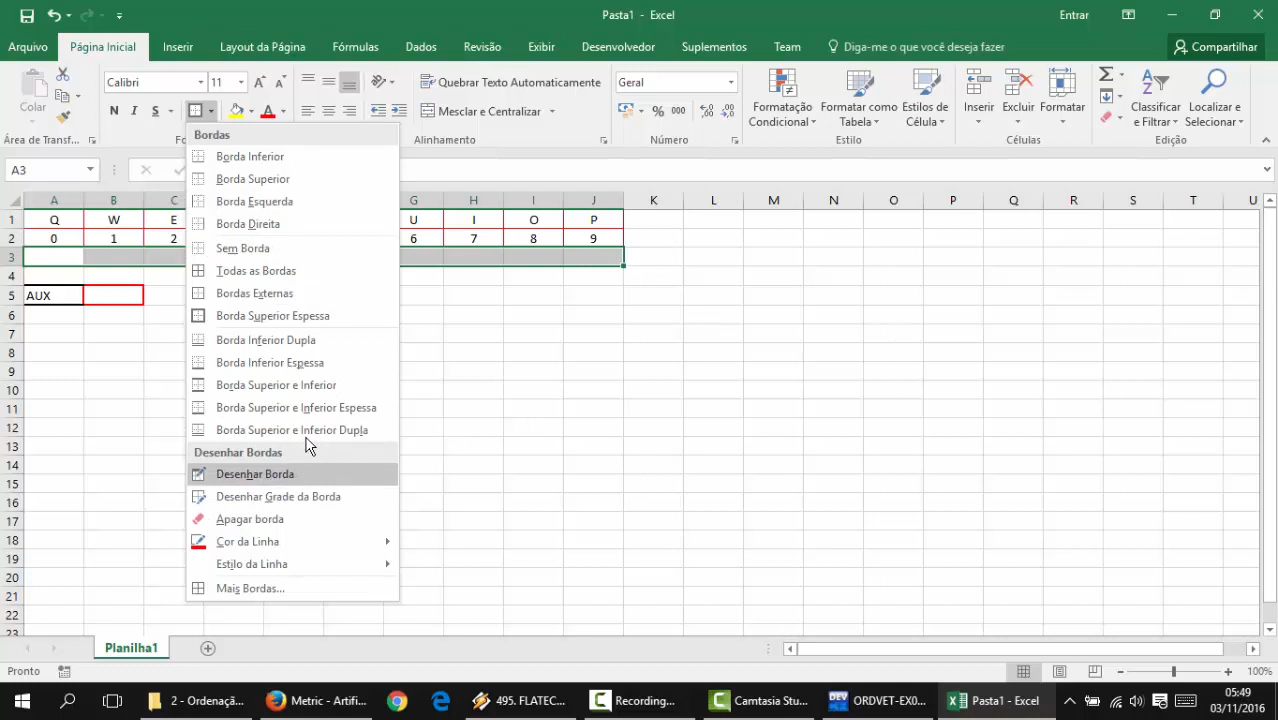 Pasta1 - Excel
Entrar
Arquivo Página Inicial Inserir Layout da Página Fórmulas Dados Revisão Exibir Desenvolvedor Suplementos Team Diga-me o que você deseja fazer Compartilhar
Colar
Calibri 11
N I S A
Quebrar Texto Automaticamente
Mesclar e Centralizar
Geral
% 000
Formatação Condicional
Formatar como Tabela
Estilos de Célula
Inserir Excluir Formatar
Classificar e Filtrar
Localizar e Selecionar
Área de Transf...
Alinhamento
Número
Estilo
Células
A3
A B C G H I J K L M N O P Q R S T U
1 Q W E U I O P
2 0 1 2 6 7 8 9
3
4
5 AUX
6
7
8
9
10
11
12
13
14
15
16
17
18
19
20
21
22
23
Bordas
Borda Inferior
Borda Superior
Borda Esquerda
Borda Direita
Sem Borda
Todas as Bordas
Bordas Externas
Borda Superior Espessa
Borda Inferior Dupla
Borda Inferior Espessa
Borda Superior e Inferior
Borda Superior e Inferior Espessa
Borda Superior e Inferior Dupla
Desenhar Bordas
Desenhar Borda
Desenhar Grade da Borda
Apagar borda
Cor da Linha
Estilo da Linha
Mais Bordas...
Planilha1
Pronto
100%
2 - Ordenaçã...
Metric - Artifi...
495. FLATEC...
Recording...
Camtasia Stu...
ORDVET-EX0...
Pasta1 - Excel
05:49
03/11/2016